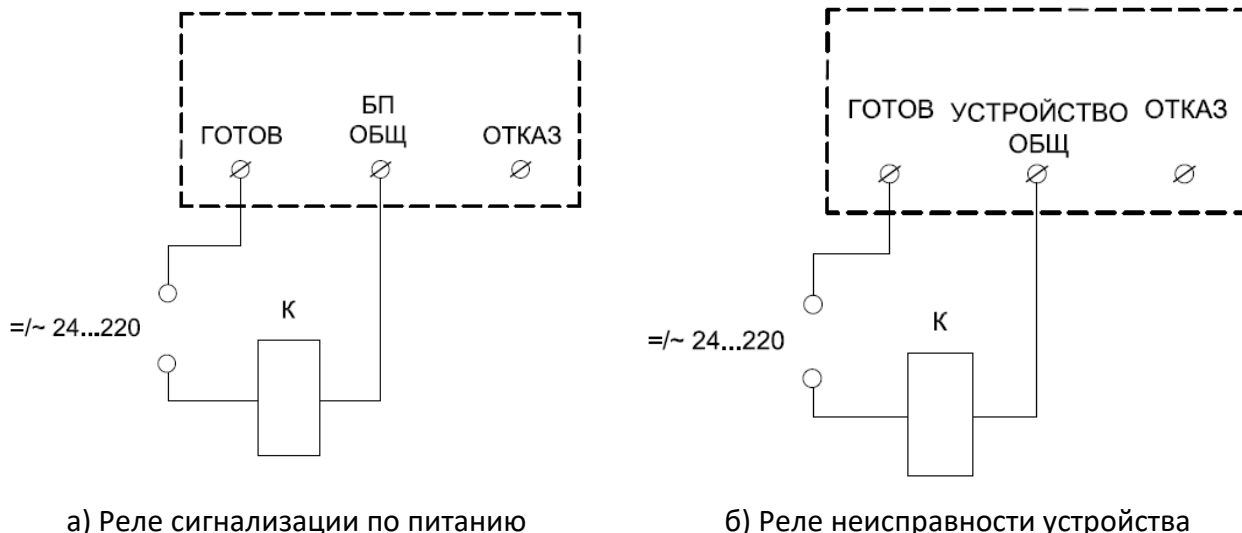 БП
ГОТОВ ОБЩ ОТКАЗ
=/~ 24...220
К
а) Реле сигнализации по питанию
ГОТОВ УСТРОЙСТВО ОТКАЗ
ОБЩ
=/~ 24...220
К
б) Реле неисправности устройства